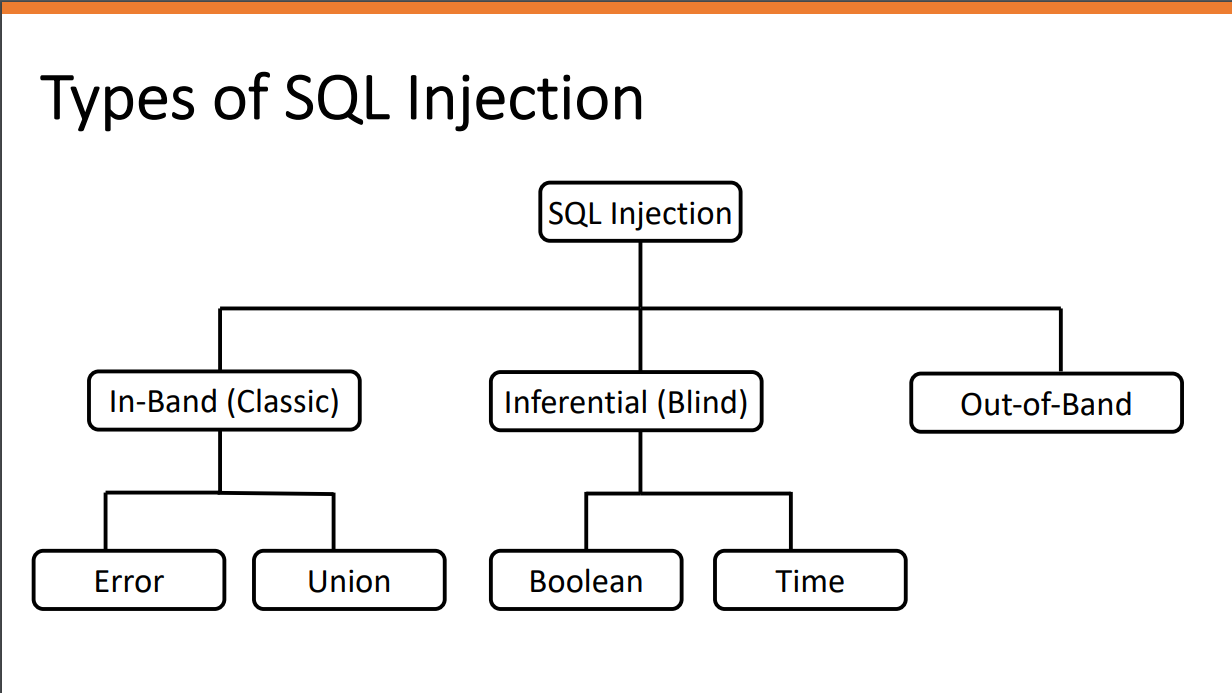 Types of SQL Injection
SQL Injection
In-Band (Classic)
Inferential (Blind)
Out-of-Band
Error
Union
Boolean
Time